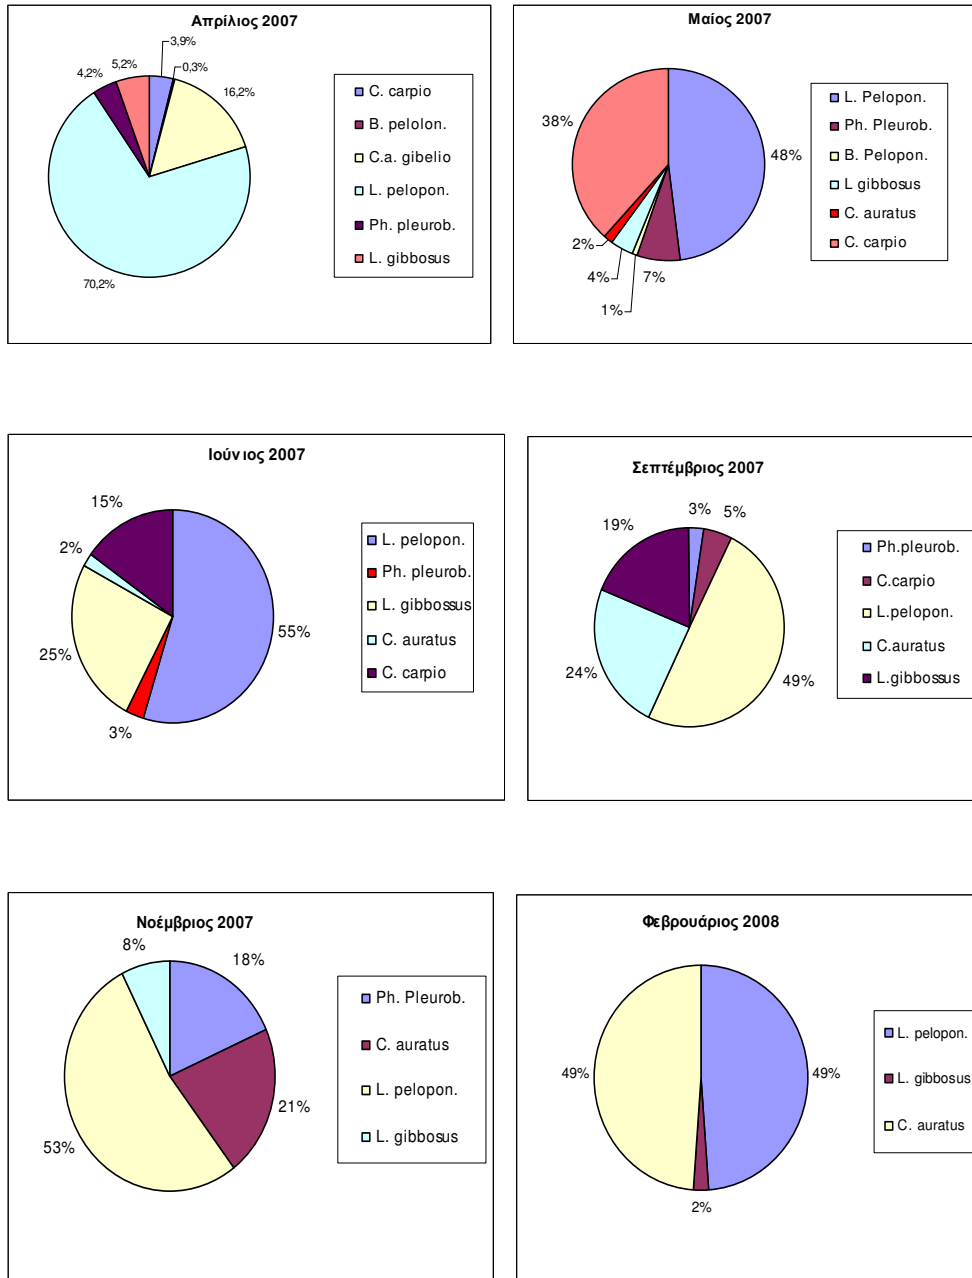 Απρίλιος 2007
3,9%
0,3%
16,2%
70,2%
4,2%
5,2%
C. carpio
B. pelolon.
C.a. gibelio
L. pelopon.
Ph. pleurob.
L. gibbosus
Μαίος 2007
48%
7%
1%
4%
2%
38%
L. Pelopon.
Ph. Pleurob.
B. Pelopon.
L gibbosus
C. auratus
C. carpio
Ιούνιος 2007
55%
3%
25%
2%
15%
L. pelopon.
Ph. pleurob.
L. gibbossus
C. auratus
C. carpio
Σεπτέμβριος 2007
3%
5%
49%
24%
19%
Ph.pleurob.
C.carpio
L.pelopon.
C.auratus
L.gibbossus
Νοέμβριος 2007
18%
21%
53%
8%
Ph. Pleurob.
C. auratus
L. pelopon.
L. gibbosus
Φεβρουάριος 2008
49%
2%
49%
L. pelopon.
L. gibbosus
C. auratus